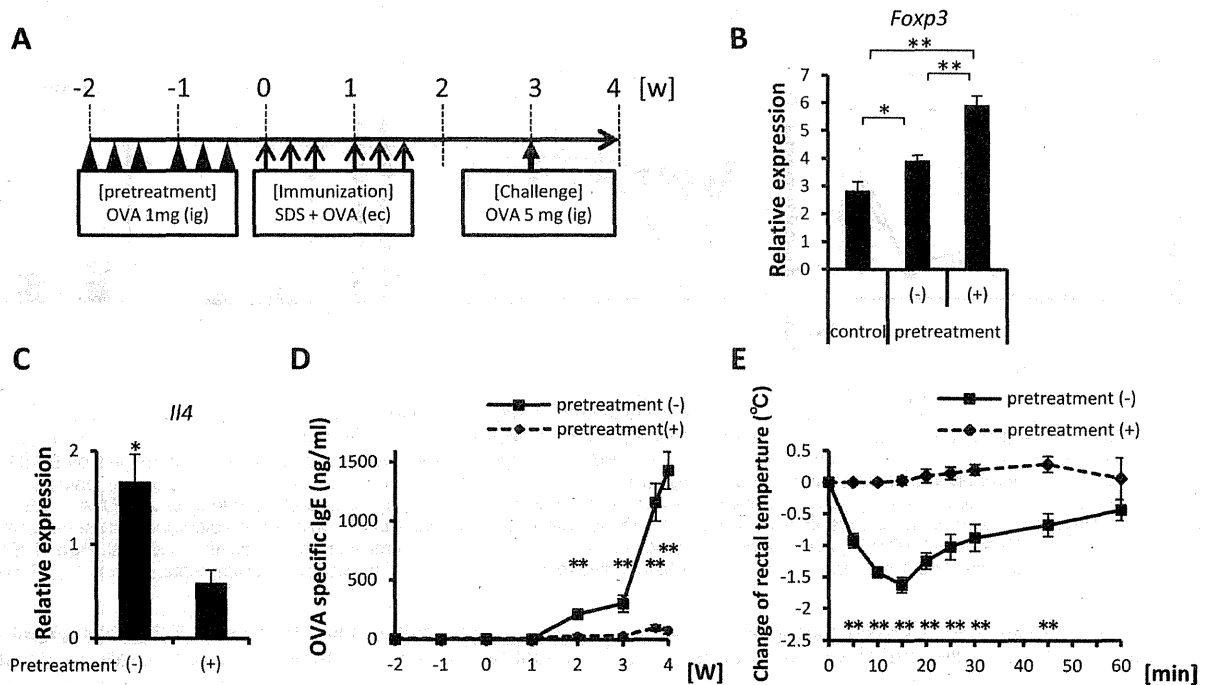 A
-2 -1 0 1 2 3 4 [w]
[pretreatment]
OVA 1mg (ig)
[Immunization]
SDS + OVA (ec)
[Challenge]
OVA 5 mg (ig)
B
Foxp3
**
**
*
Relative expression
7
6
5
4
3
2
1
0
(-) (+)
control pretreatment
C
Il4
*
Relative expression
2
1
0
Pretreatment (-) (+)
D
pretreatment (-)
pretreatment(+)
OVA specific IgE (ng/ml)
1500
1000
500
0
** ** ** **
-2 -1 0 1 2 3 4 [W]
E
pretreatment (-)
pretreatment (+)
Change of rectal temperture (℃)
0.5
0
-0.5
-1
-1.5
-2
-2.5
** ** ** ** ** ** **
0 10 20 30 40 50 60 [min]